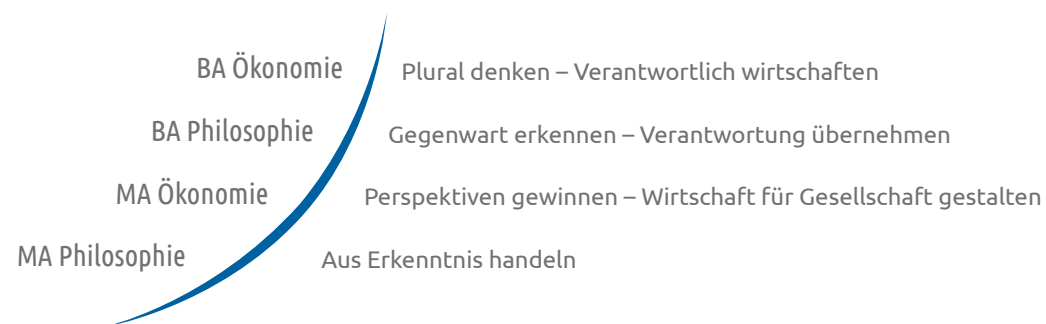 BA Ökonomie Plural denken – Verantwortlich wirtschaften
BA Philosophie Gegenwart erkennen – Verantwortung übernehmen
MA Ökonomie Perspektiven gewinnen – Wirtschaft für Gesellschaft gestalten
MA Philosophie Aus Erkenntnis handeln